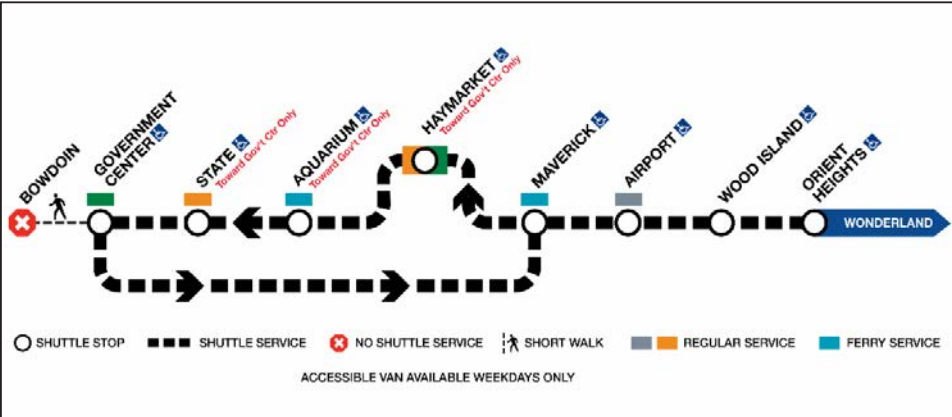 BOWDOIN
GOVERNMENT
CENTER
STATE
Toward Gov't Ctr Only
AQUARIUM
Toward Gov't Ctr Only
HAYMARKET
Toward Gov't Ctr Only
MAVERICK
AIRPORT
WOOD ISLAND
ORIENT
HEIGHTS
WONDERLAND
SHUTTLE STOP
SHUTTLE SERVICE
NO SHUTTLE SERVICE
SHORT WALK
REGULAR SERVICE
FERRY SERVICE
ACCESSIBLE VAN AVAILABLE WEEKDAYS ONLY